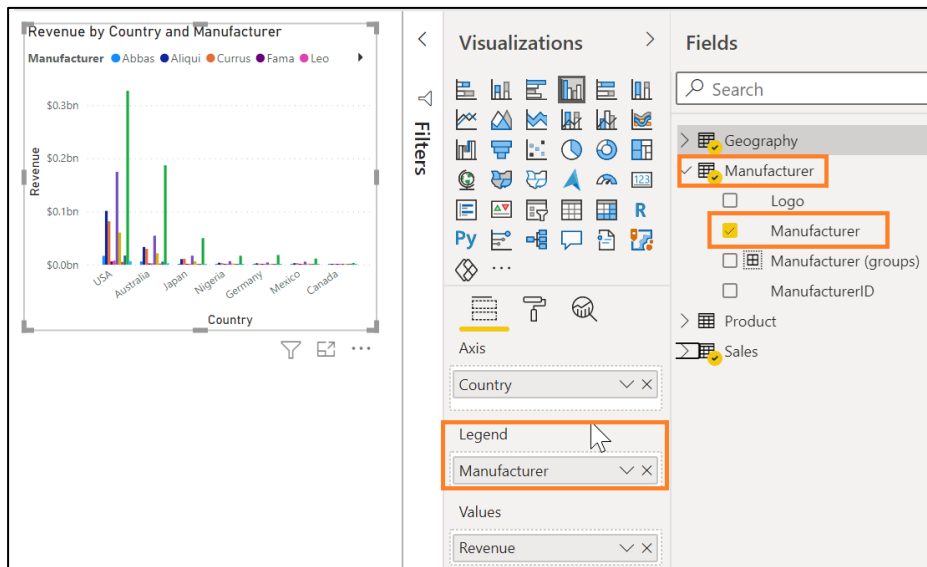 Revenue by Country and Manufacturer
Manufacturer Abbas Aliqui Currus Fama Leo
$0.3bn
$0.2bn
$0.1bn
$0.0bn
Revenue
USA
Australia
Japan
Nigeria
Germany
Mexico
Canada
Country
Filters
Visualizations
123
R
Py
Axis
Country
Legend
Manufacturer
Values
Revenue
Fields
Search
Geography
Manufacturer
Logo
Manufacturer
Manufacturer (groups)
ManufacturerID
Product
Sales